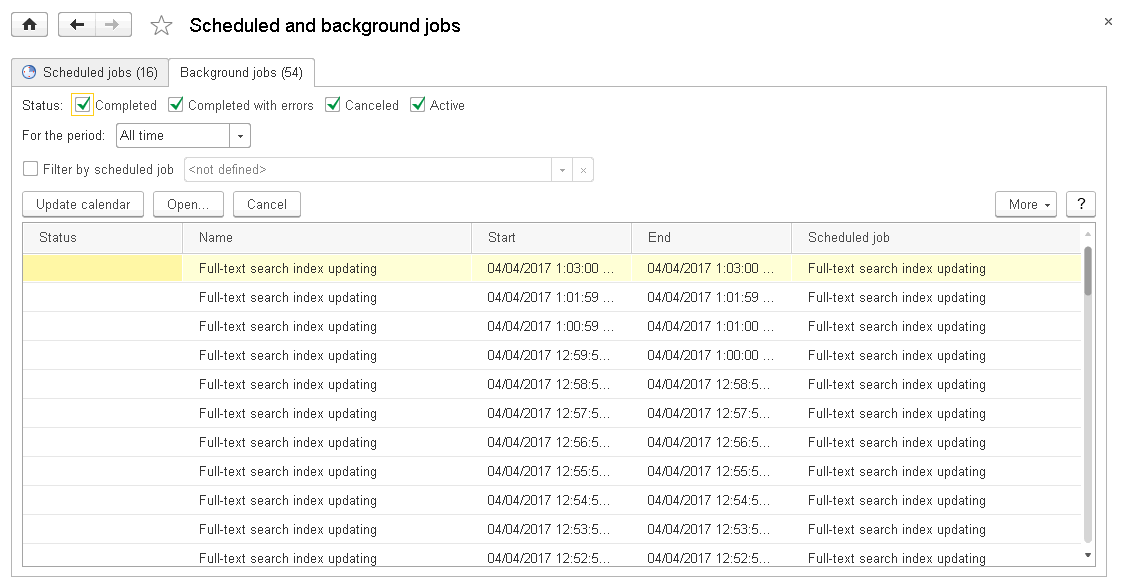 Scheduled and background jobs
Scheduled jobs (16) Background jobs (54)
Status: Completed Completed with errors Canceled Active
For the period: All time
Filter by scheduled job <not defined>
Update calendar Open... Cancel More ?
Status Name Start End Scheduled job
Full-text search index updating 04/04/2017 1:03:00 ... 04/04/2017 1:03:00 ... Full-text search index updating
Full-text search index updating 04/04/2017 1:01:59 ... 04/04/2017 1:01:59 ... Full-text search index updating
Full-text search index updating 04/04/2017 1:00:59 ... 04/04/2017 1:01:00 ... Full-text search index updating
Full-text search index updating 04/04/2017 12:59:5... 04/04/2017 1:00:00 ... Full-text search index updating
Full-text search index updating 04/04/2017 12:58:5... 04/04/2017 12:58:5... Full-text search index updating
Full-text search index updating 04/04/2017 12:57:5... 04/04/2017 12:57:5... Full-text search index updating
Full-text search index updating 04/04/2017 12:56:5... 04/04/2017 12:56:5... Full-text search index updating
Full-text search index updating 04/04/2017 12:55:5... 04/04/2017 12:55:5... Full-text search index updating
Full-text search index updating 04/04/2017 12:54:5... 04/04/2017 12:54:5... Full-text search index updating
Full-text search index updating 04/04/2017 12:53:5... 04/04/2017 12:53:5... Full-text search index updating
Full-text search index updating 04/04/2017 12:52:5... 04/04/2017 12:52:5... Full-text search index updating